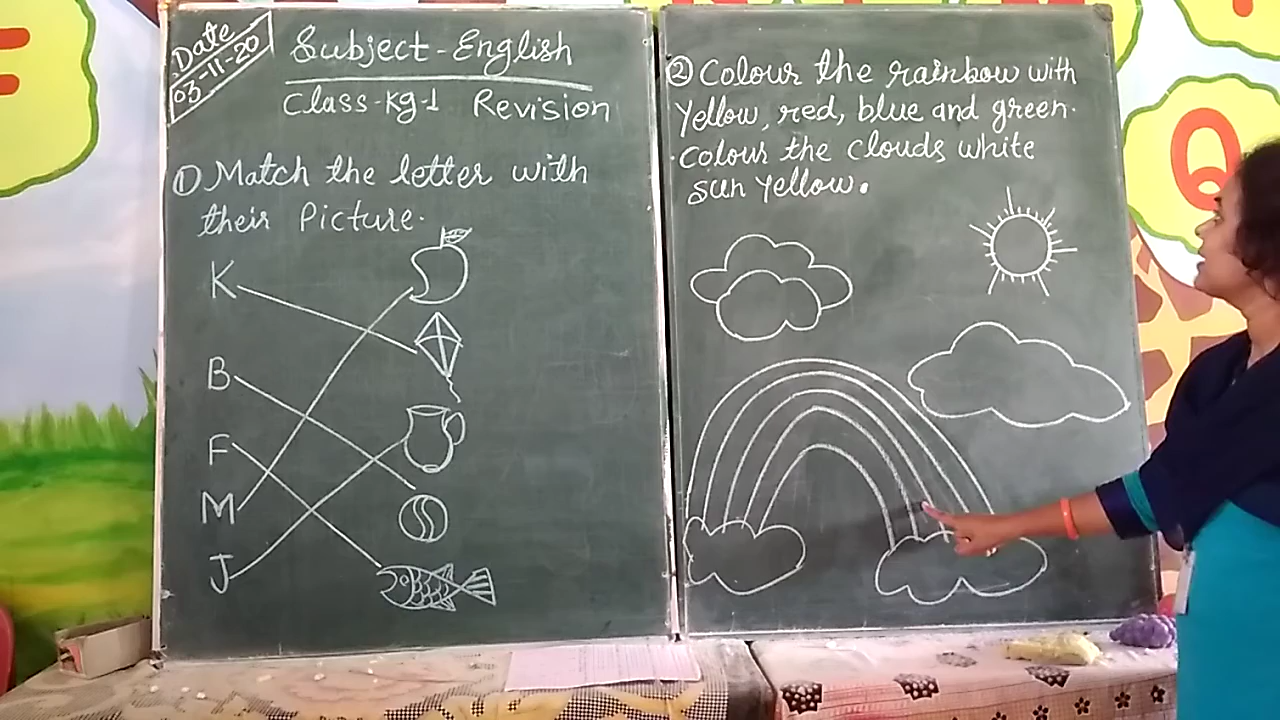 Date
03-11-20
Subject-English
Class-Kg-1 Revision
① Match the letter with
their Picture.
K
B
F
M
J
② Colour the rainbow with
Yellow, red, blue and green.
Colour the clouds white
sun yellow.
Q